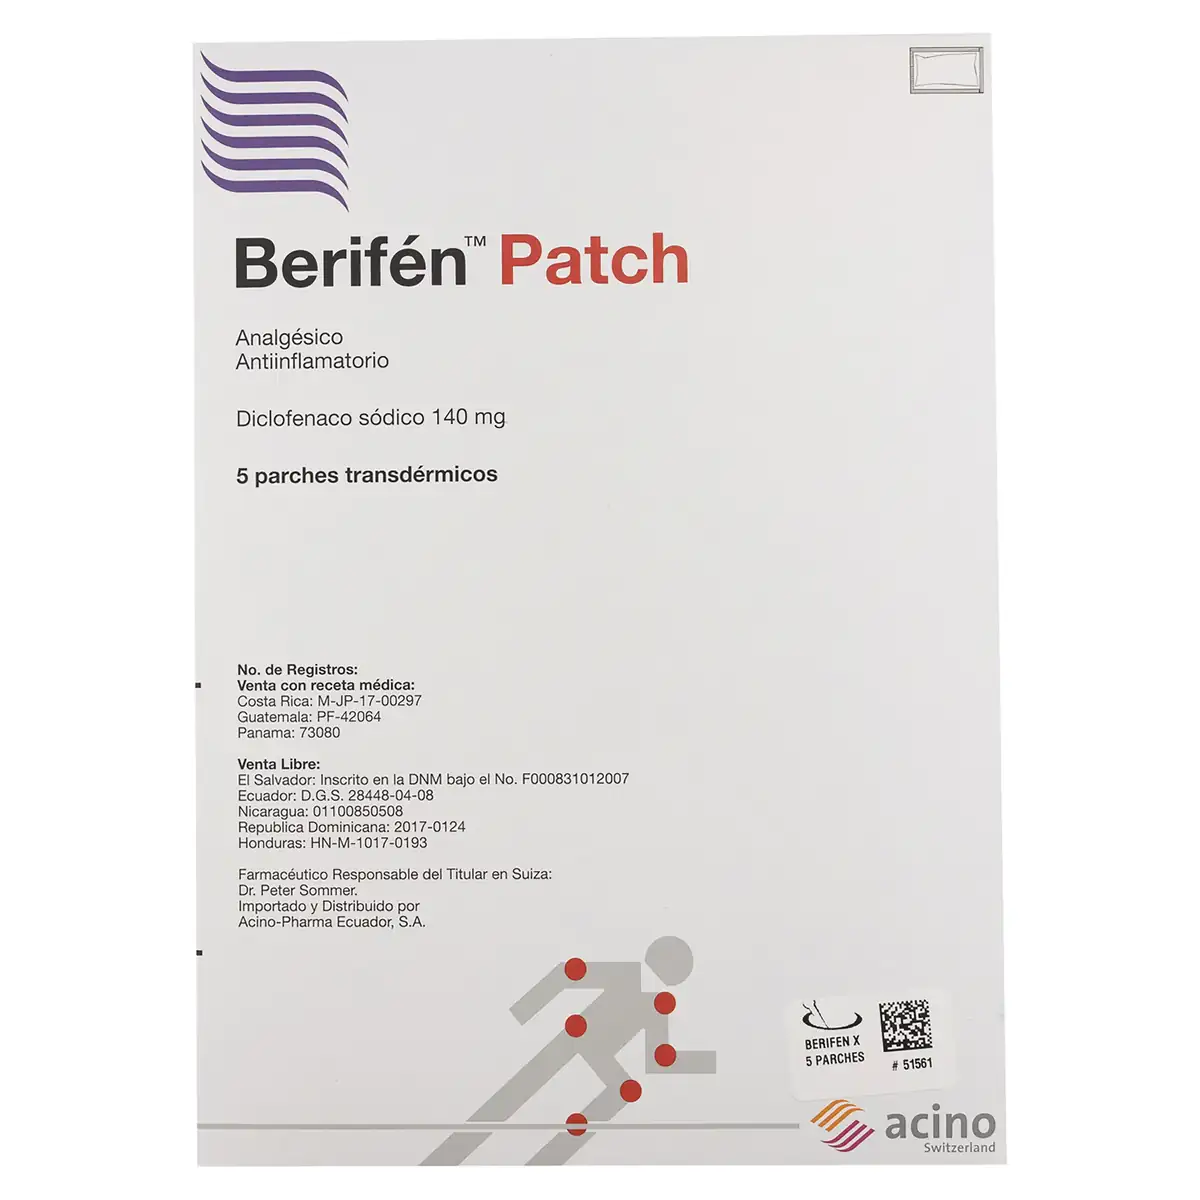 Berifén™ Patch
Analgésico
Antiinflamatorio
Diclofenaco sódico 140 mg
5 parches transdérmicos
No. de Registros:
Venta con receta médica:
Costa Rica: M-JP-17-00297
Guatemala: PF-42064
Panama: 73080
Venta Libre:
El Salvador: Inscrito en la DNM bajo el No. F000831012007
Ecuador: D.G.S. 28448-04-08
Nicaragua: 01100850508
Republica Dominicana: 2017-0124
Honduras: HN-M-1017-0193
Farmacéutico Responsable del Titular en Suiza:
Dr. Peter Sommer.
Importado y Distribuido por
Acino-Pharma Ecuador, S.A.
BERIFEN X
5 PARCHES
# 51561
acino
Switzerland